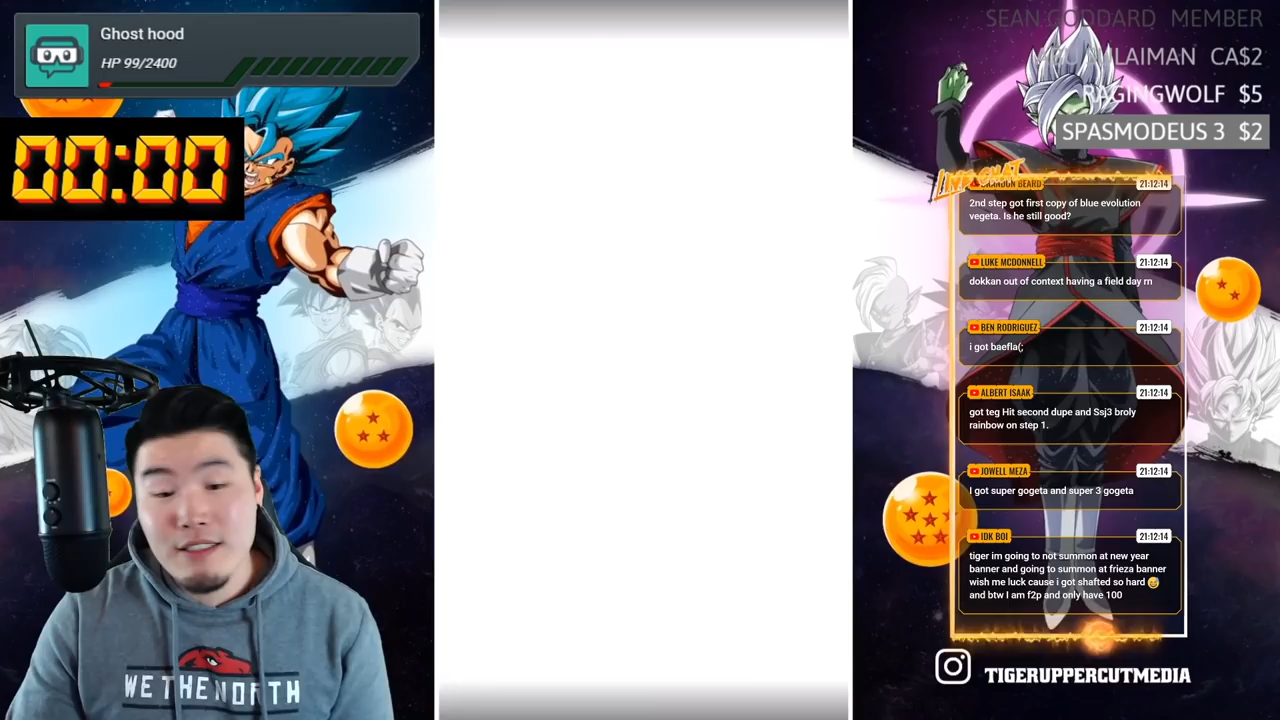 Ghost hood
HP 99/2400
00:00
SEAN GODDARD MEMBER
CA$2
RAGINGWOLF $5
SPASMODEUS 3 $2
LIVE CHAT
BRANDON BEARD 21:12:14
2nd step got first copy of blue evolution
vegeta. Is he still good?
LUKE MCDONNELL 21:12:14
dokkan out of context having a field day rn
BEN RODRIGUEZ 21:12:14
i got baefla(;
ALBERT ISAAK 21:12:14
got teq Hit second dupe and Ssj3 broly
rainbow on step 1.
JOWELL MEZA 21:12:14
I got super gogeta and super 3 gogeta
IDK BOI 21:12:14
tiger im going to not summon at new year
banner and going to summon at frieza banner
wish me luck cause i got shafted so hard 😅
and btw I am f2p and only have 100
WE THE NORTH
TIGERUPPERCUTMEDIA